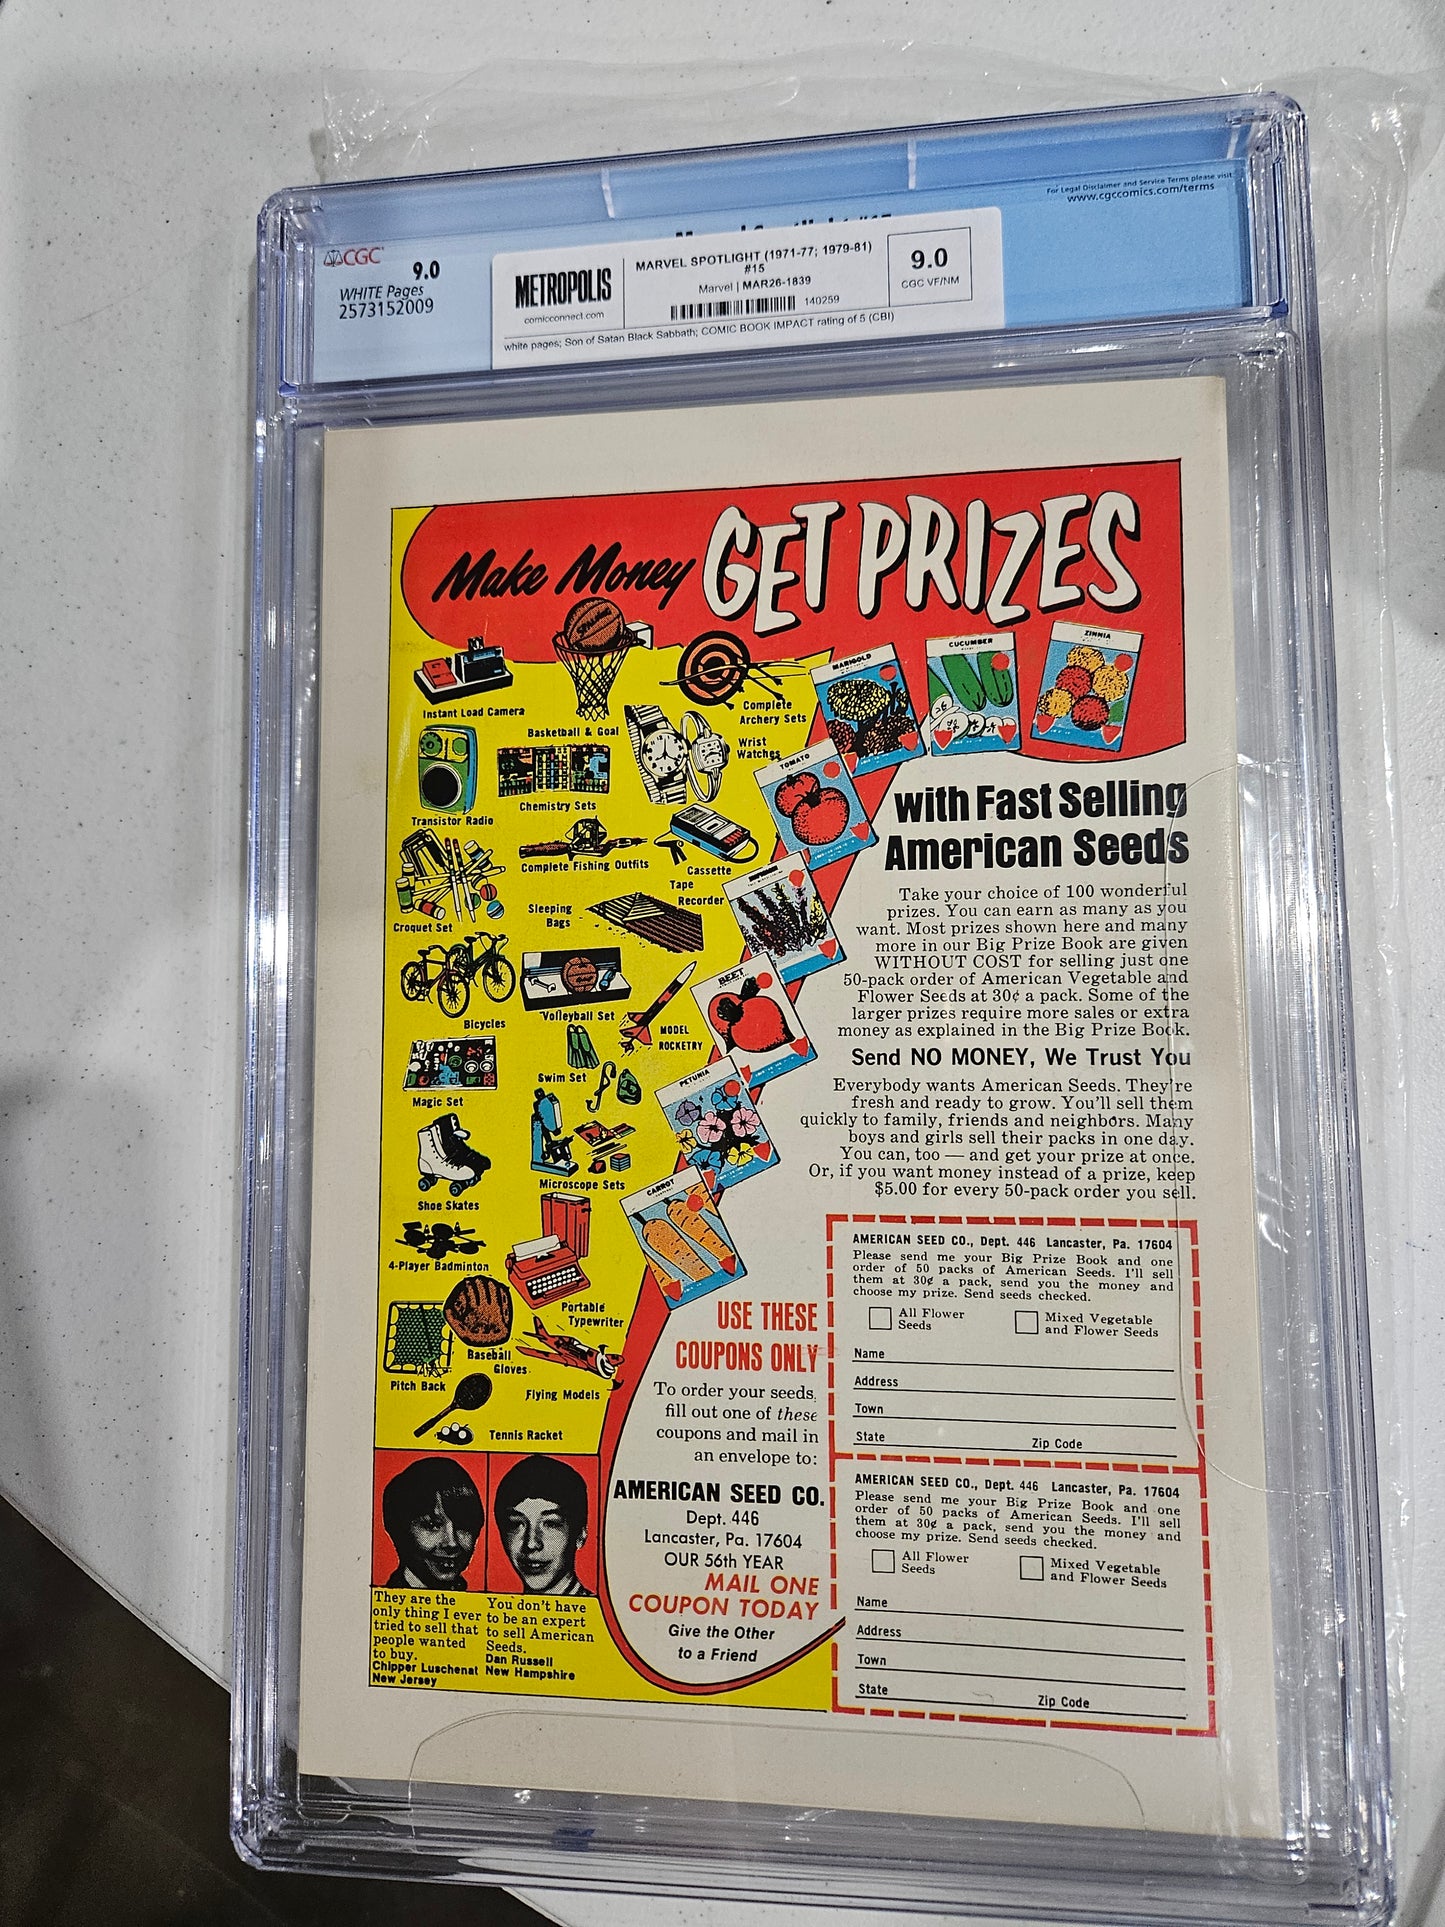 For Legal Disclaimer and Service Terms please visit:
www.cgccomics.com/terms
CGC
9.0
WHITE Pages
2573152009
METROPOLIS
comicconnect.com
MARVEL SPOTLIGHT (1971-77; 1979-81)
#15
Marvel | MAR26-1839
140259
9.0
CGC VF/NM
white pages; Son of Satan Black Sabbath; COMIC BOOK IMPACT rating of 5 (CBI)
Make Money GET PRIZES
Instant Load Camera
Basketball & Goal
Complete
Archery Sets
MARIGOLD
CUCUMBER
ZINNIA
Transistor Radio
Chemistry Sets
Wrist
Watches
TOMATO
with Fast Selling
American Seeds
Croquet Set
Complete Fishing Outfits
Cassette
Tape
Recorder
Sleeping
Bags
Take your choice of 100 wonderful
prizes. You can earn as many as you
want. Most prizes shown here and many
more in our Big Prize Book are given
WITHOUT COST for selling just one
50-pack order of American Vegetable and
Flower Seeds at 30¢ a pack. Some of the
larger prizes require more sales or extra
money as explained in the Big Prize Book.
Send NO MONEY, We Trust You
Everybody wants American Seeds. They're
fresh and ready to grow. You'll sell them
quickly to family, friends and neighbors. Many
boys and girls sell their packs in one day.
You can, too — and get your prize at once.
Or, if you want money instead of a prize, keep
$5.00 for every 50-pack order you sell.
BEET
Bicycles
Volleyball Set
MODEL
ROCKETRY
Magic Set
Swim Set
PETUNIA
Shoe Skates
Microscope Sets
CARROT
4-Player Badminton
Portable
Typewriter
Pitch Back
Baseball
Gloves
Flying Models
Tennis Racket
USE THESE
COUPONS ONLY
To order your seeds,
fill out one of these
coupons and mail in
an envelope to:
AMERICAN SEED CO.
Dept. 446
Lancaster, Pa. 17604
OUR 56th YEAR
MAIL ONE
COUPON TODAY
Give the Other
to a Friend
They are the
only thing I ever
tried to sell that
people wanted
to buy.
Chipper Luschenat
New Jersey
You don't have
to be an expert
to sell American
Seeds.
Dan Russell
New Hampshire
AMERICAN SEED CO., Dept. 446 Lancaster, Pa. 17604
Please send me your Big Prize Book and one
order of 50 packs of American Seeds. I'll sell
them at 30¢ a pack, send you the money and
choose my prize. Send seeds checked.
All Flower
Seeds
Mixed Vegetable
and Flower Seeds
Name
Address
Town
State Zip Code
AMERICAN SEED CO., Dept. 446 Lancaster, Pa. 17604
Please send me your Big Prize Book and one
order of 50 packs of American Seeds. I'll sell
them at 30¢ a pack, send you the money and
choose my prize. Send seeds checked.
All Flower
Seeds
Mixed Vegetable
and Flower Seeds
Name
Address
Town
State Zip Code